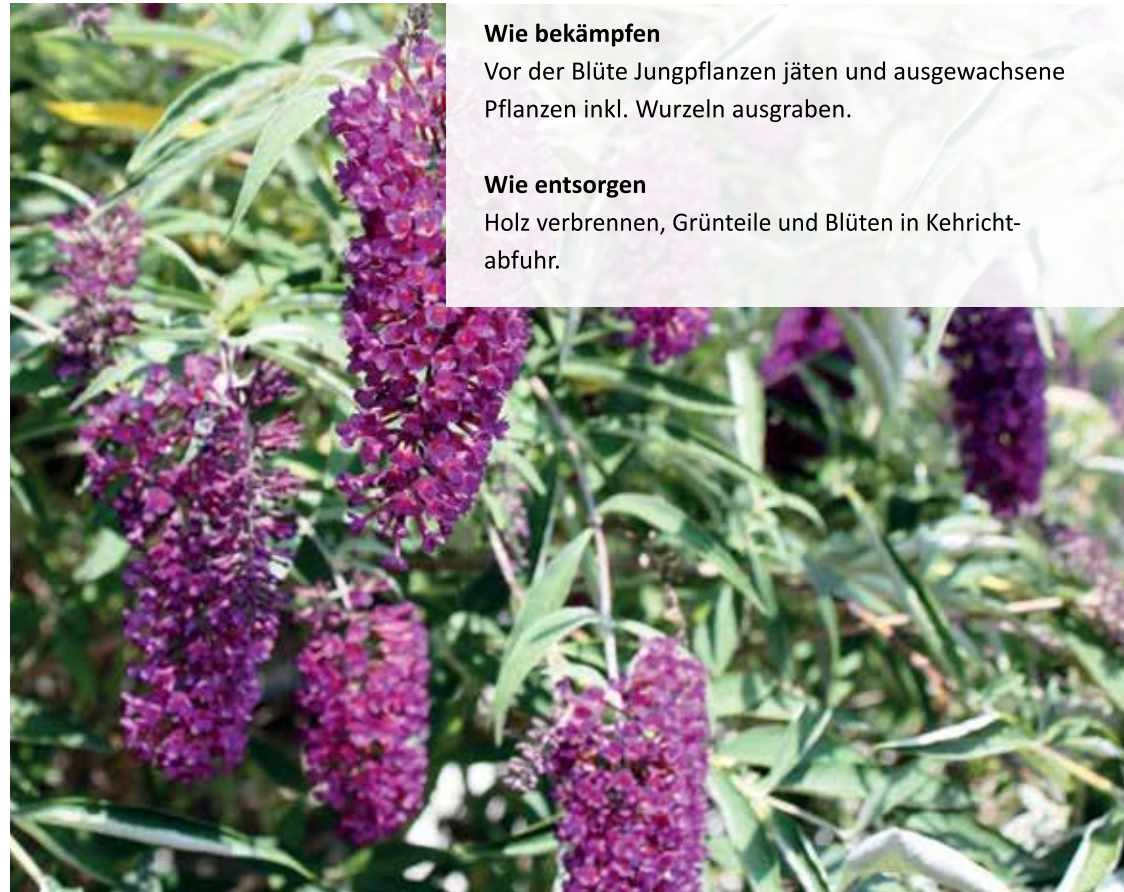 Wie bekämpfen
Vor der Blüte Jungpflanzen jäten und ausgewachsene
Pflanzen inkl. Wurzeln ausgraben.
Wie entsorgen
Holz verbrennen, Grünteile und Blüten in Kehricht-
abfuhr.